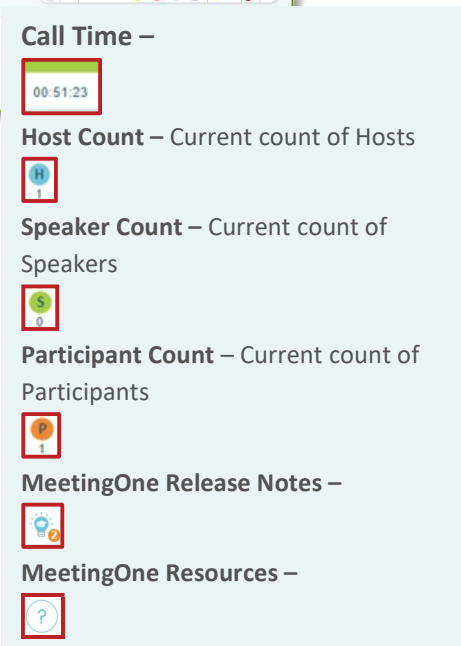 Call Time –
00:51:23
Host Count – Current count of Hosts
H
1
Speaker Count – Current count of
Speakers
S
0
Participant Count – Current count of
Participants
P
1
MeetingOne Release Notes –
2
MeetingOne Resources –
?